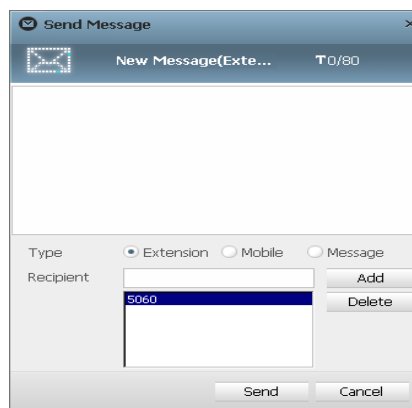 Send Message
New Message(Exte... T0/80
Type Extension Mobile Message
Recipient Add
5060 Delete
Send Cancel